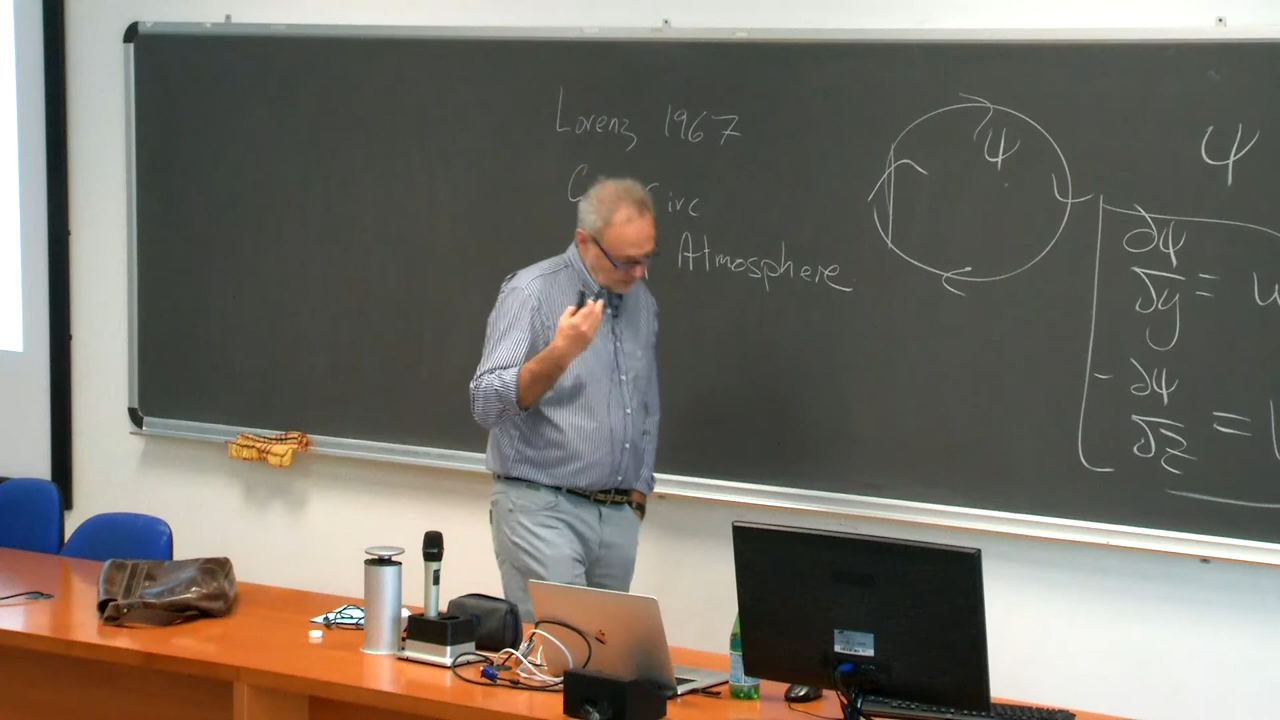 Lorenz 1967
Circ
Atmosphere
ψ
ψ
∂ψ
∂y =
- ∂ψ
∂z =